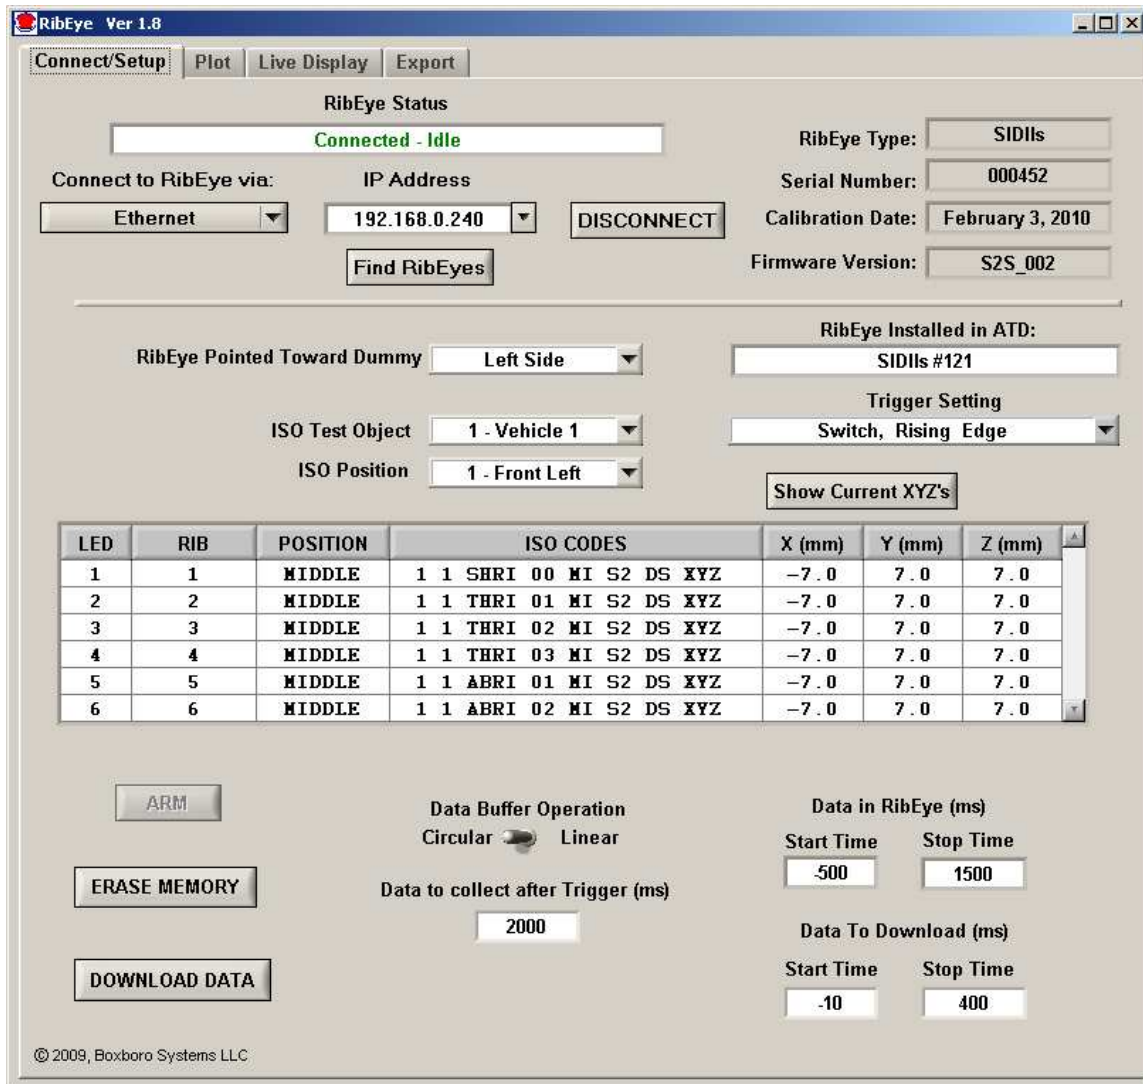 RibEye Ver 1.8
Connect/Setup Plot Live Display Export
RibEye Status
Connected - Idle
Connect to RibEye via:
Ethernet
IP Address
192.168.0.240
DISCONNECT
Find RibEyes
RibEye Type: SIDIIs
Serial Number: 000452
Calibration Date: February 3, 2010
Firmware Version: S2S_002
RibEye Pointed Toward Dummy Left Side
ISO Test Object 1 - Vehicle 1
ISO Position 1 - Front Left
RibEye Installed in ATD:
SIDIIs #121
Trigger Setting
Switch, Rising Edge
Show Current XYZ's
LED RIB POSITION ISO CODES X (mm) Y (mm) Z (mm)
1 1 MIDDLE 1 1 SHRI 00 MI S2 DS XYZ -7.0 7.0 7.0
2 2 MIDDLE 1 1 THRI 01 MI S2 DS XYZ -7.0 7.0 7.0
3 3 MIDDLE 1 1 THRI 02 MI S2 DS XYZ -7.0 7.0 7.0
4 4 MIDDLE 1 1 THRI 03 MI S2 DS XYZ -7.0 7.0 7.0
5 5 MIDDLE 1 1 ABRI 01 MI S2 DS XYZ -7.0 7.0 7.0
6 6 MIDDLE 1 1 ABRI 02 MI S2 DS XYZ -7.0 7.0 7.0
ARM
ERASE MEMORY
DOWNLOAD DATA
Data Buffer Operation
Circular Linear
Data to collect after Trigger (ms)
2000
Data in RibEye (ms)
Start Time Stop Time
-500 1500
Data To Download (ms)
Start Time Stop Time
-10 400
© 2009, Boxboro Systems LLC